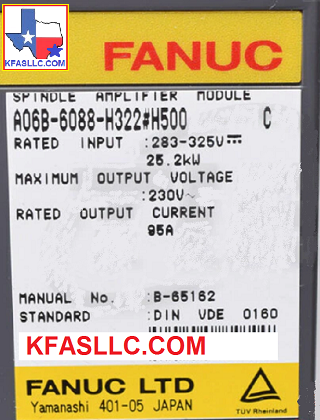 KFASLLC.COM
FANUC
SPINDLE AMPLIFIER MODULE
A06B-6088-H322#H500 C
RATED INPUT :283-325V⎓
25.2kW
MAXIMUM OUTPUT VOLTAGE
:230V~
RATED OUTPUT CURRENT
95A
MANUAL No. :B-65162
STANDARD :DIN VDE 0160
KFASLLC.COM
FANUC LTD
Yamanashi 401-05 JAPAN
TÜV Rheinland